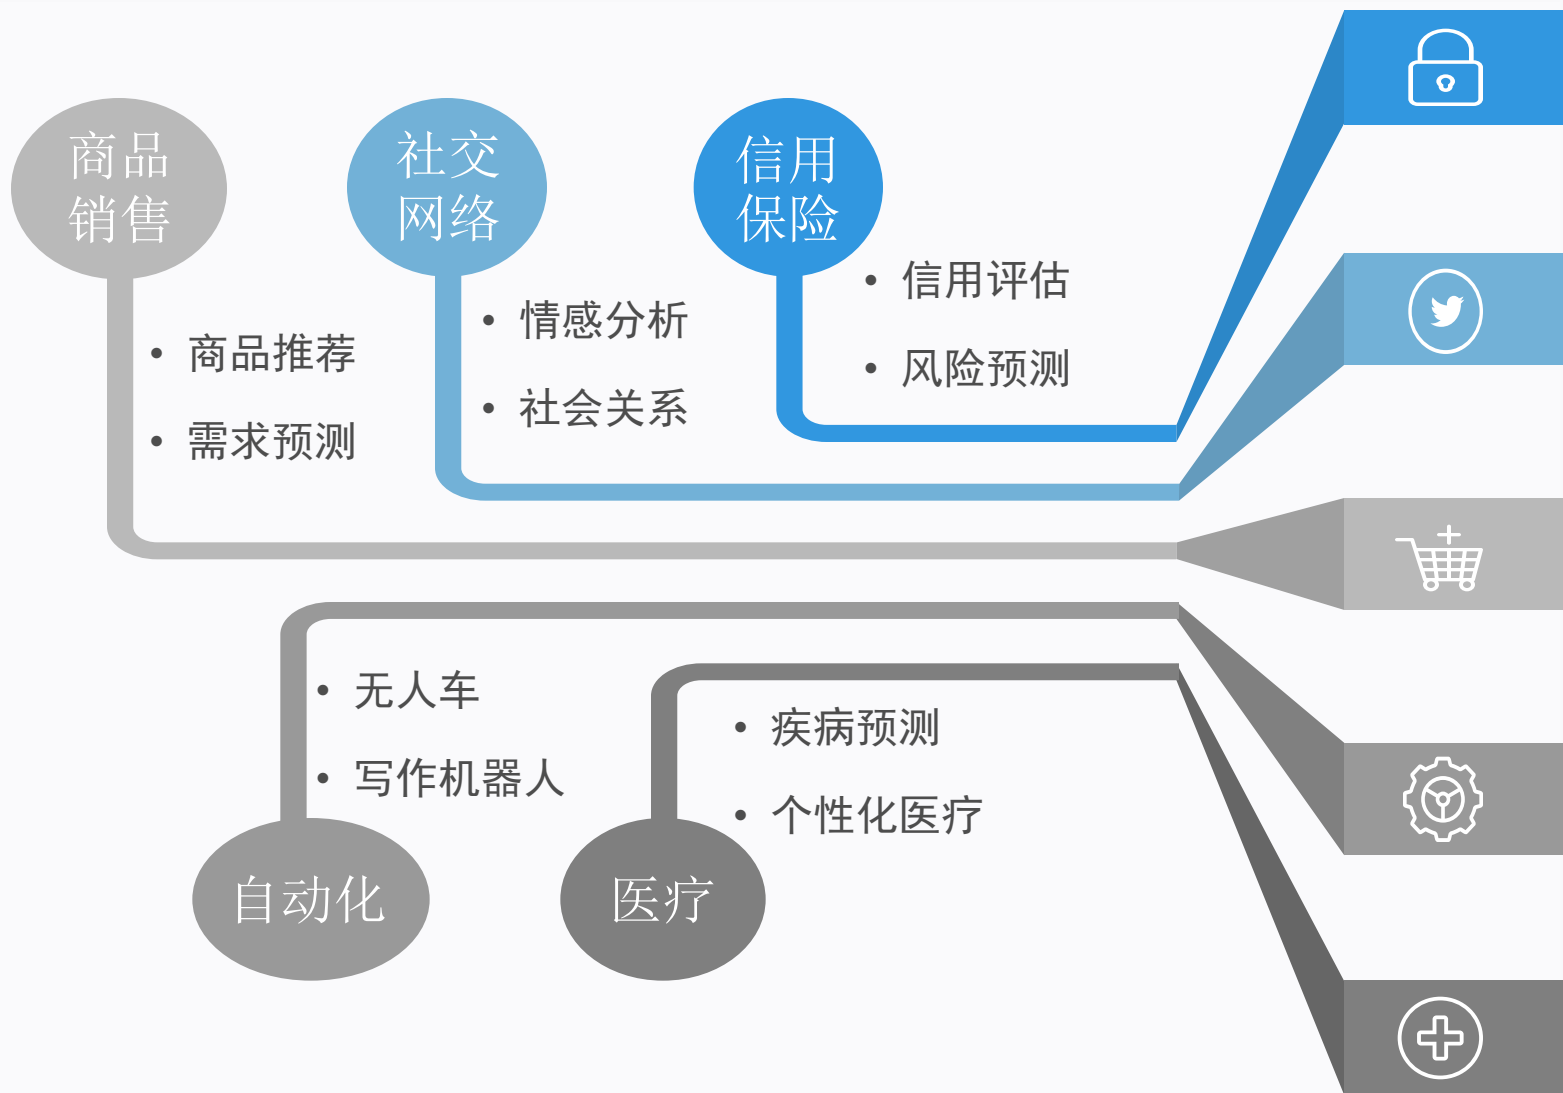 商品
销售
• 商品推荐
• 需求预测
社交
网络
• 情感分析
• 社会关系
信用
保险
• 信用评估
• 风险预测
• 无人车
• 写作机器人
自动化
• 疾病预测
• 个性化医疗
医疗